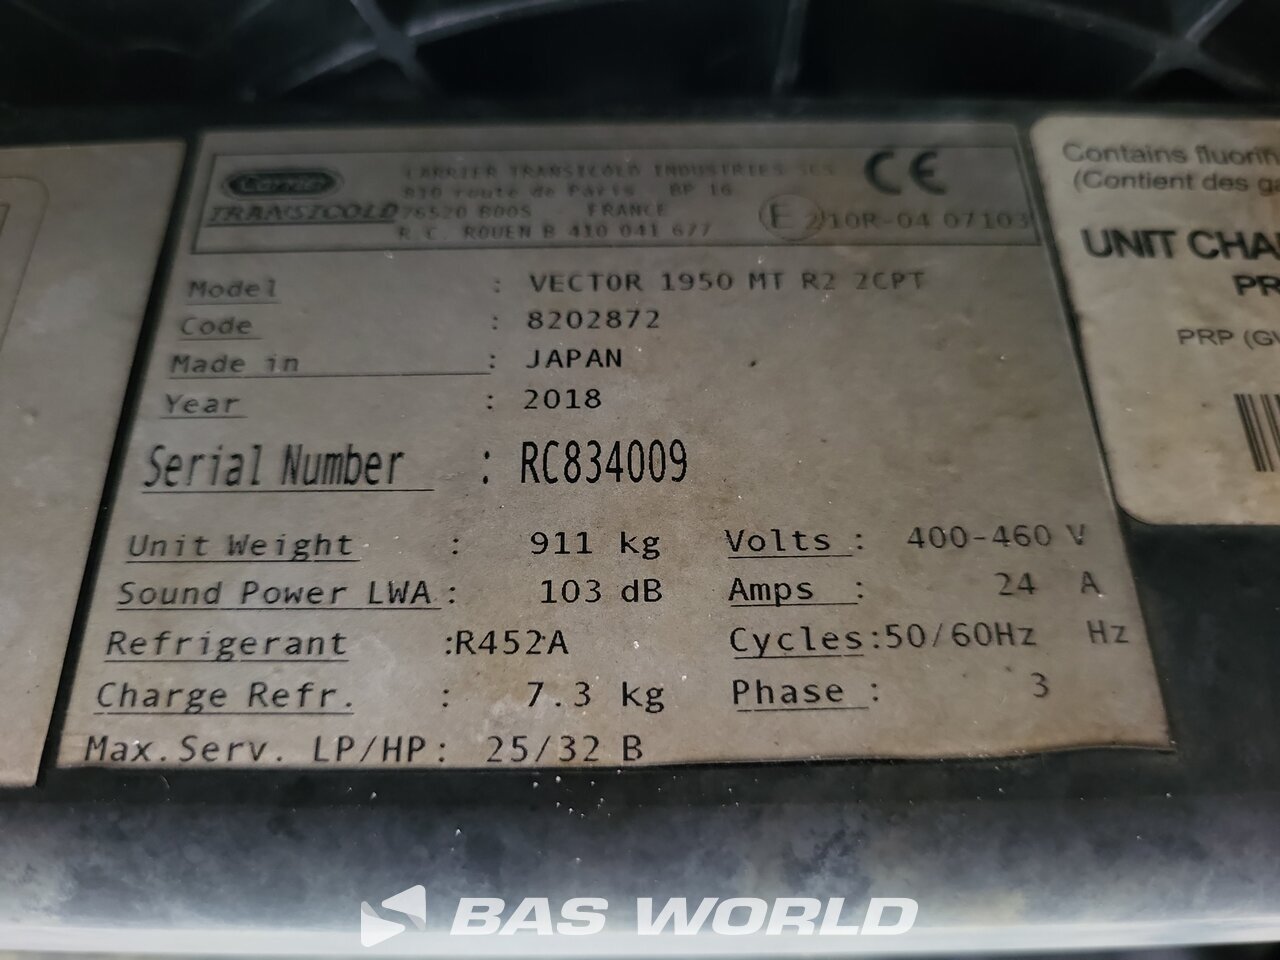 Carrier
TRANSICOLD
CARRIER TRANSICOLD INDUSTRIES SCS
810 route de Paris BP 16
76520 BOOS - FRANCE
R.C. ROUEN B 410 041 677
CE
E 2 10R-04 07103
Model : VECTOR 1950 MT R2 2CPT
Code : 8202872
Made in : JAPAN
Year : 2018
Serial Number : RC834009
Unit Weight : 911 kg Volts : 400-460 V
Sound Power LWA : 103 dB Amps : 24 A
Refrigerant :R452A Cycles:50/60Hz Hz
Charge Refr. : 7.3 kg Phase : 3
Max.Serv. LP/HP: 25/32 B
Contains
(Contient des
UNIT
PRP
BAS WORLD